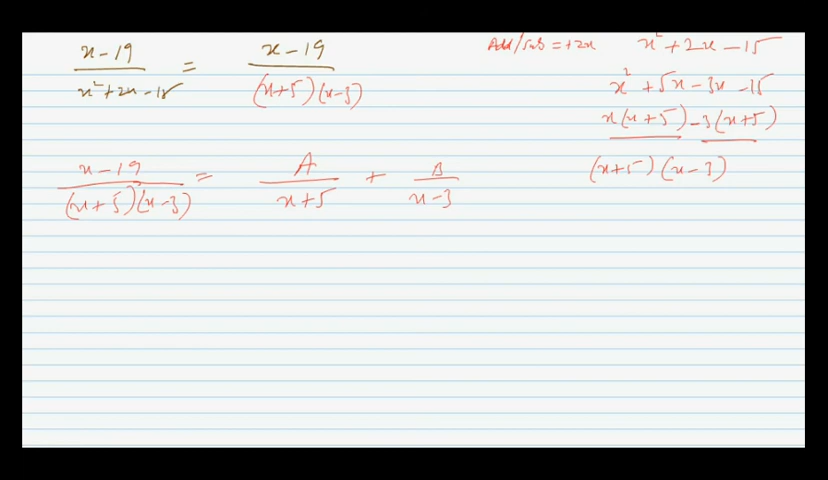 x-19 / x²+2x-15 = x-19 / (x+5)(x-3)
x-19 / (x+5)(x-3) = A / x+5 + B / x-3
Add/Sub = +2x
x²+2x-15
x²+5x-3x-15
x(x+5)-3(x+5)
(x+5)(x-3)